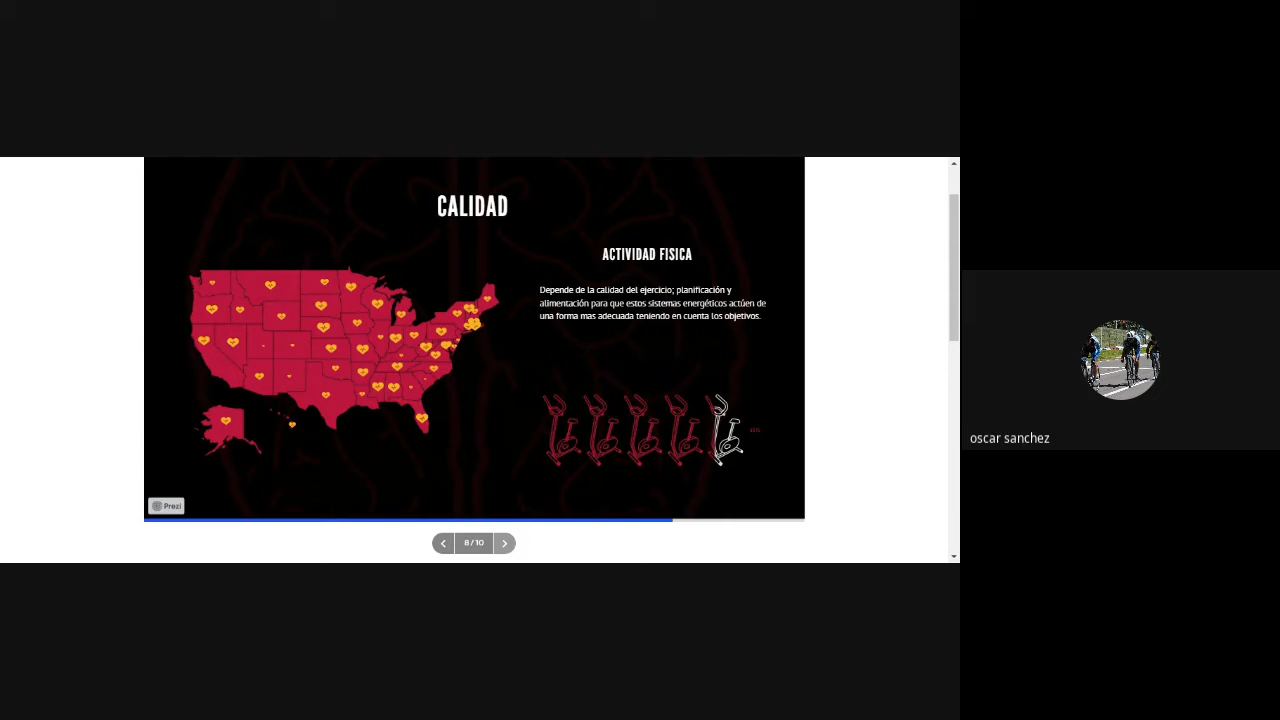 CALIDAD
ACTIVIDAD FISICA
Depende de la calidad del ejercicio; planificación y
alimentación para que estos sistemas energéticos actúen de
una forma mas adecuada teniendo en cuenta los objetivos.
Prezi
8/10
oscar sanchez